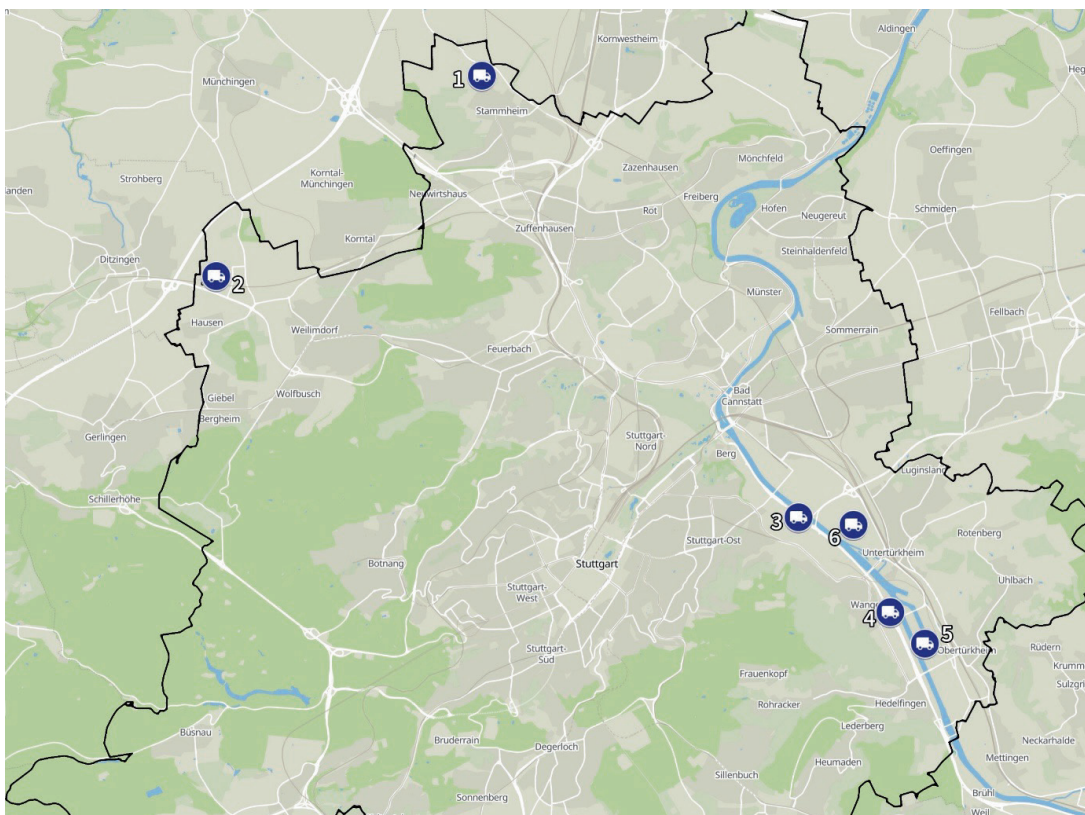 Aldingen
Kornwestheim
1
Münchingen
Stammheim
Oeffingen
Mönchfeld
Zazenhausen
Korntal-
Münchingen
Strohberg
Neuwirtshaus
Freiberg
Hofen
Rot
Neugereut
Schmiden
Zuffenhausen
Korntal
Steinhaldenfeld
Ditzingen
2
Münster
Fellbach
Hausen
Weilimdorf
Sommerrain
Feuerbach
Giebel
Wolfbusch
Bad
Cannstatt
Bergheim
Gerlingen
Stuttgart-
Nord
Berg
Luginsland
Schillerhöhe
3
6
Rotenberg
Stuttgart-Ost
Untertürkheim
Botnang
Stuttgart
Uhlbach
Stuttgart-
West
4
5
Stuttgart-
Süd
Obertürkheim
Rüdern
Frauenkopf
Rohracker
Hedelfingen
Lederberg
Büsnau
Bruderrain
Degerloch
Neckarhalde
Heumaden
Mettingen
Sillenbuch
Sonnenberg
Brühl
Weil